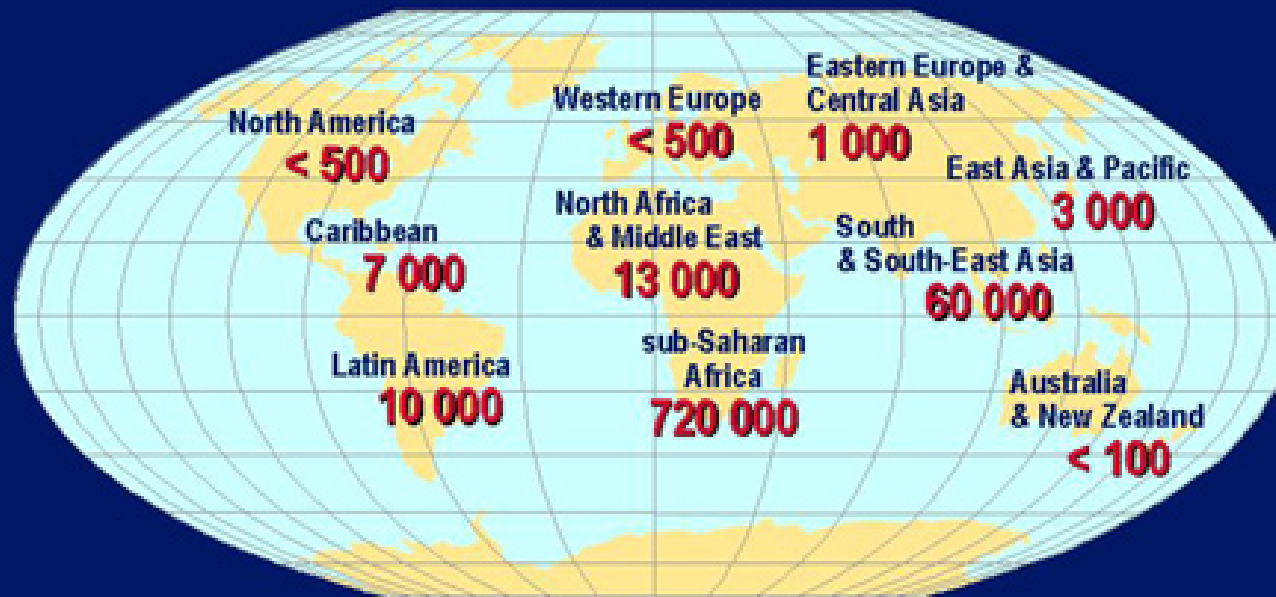 North America
< 500
Western Europe
< 500
Eastern Europe &
Central Asia
1 000
East Asia & Pacific
3 000
Caribbean
7 000
North Africa
& Middle East
13 000
South
& South-East Asia
60 000
Latin America
10 000
sub-Saharan
Africa
720 000
Australia
& New Zealand
< 100